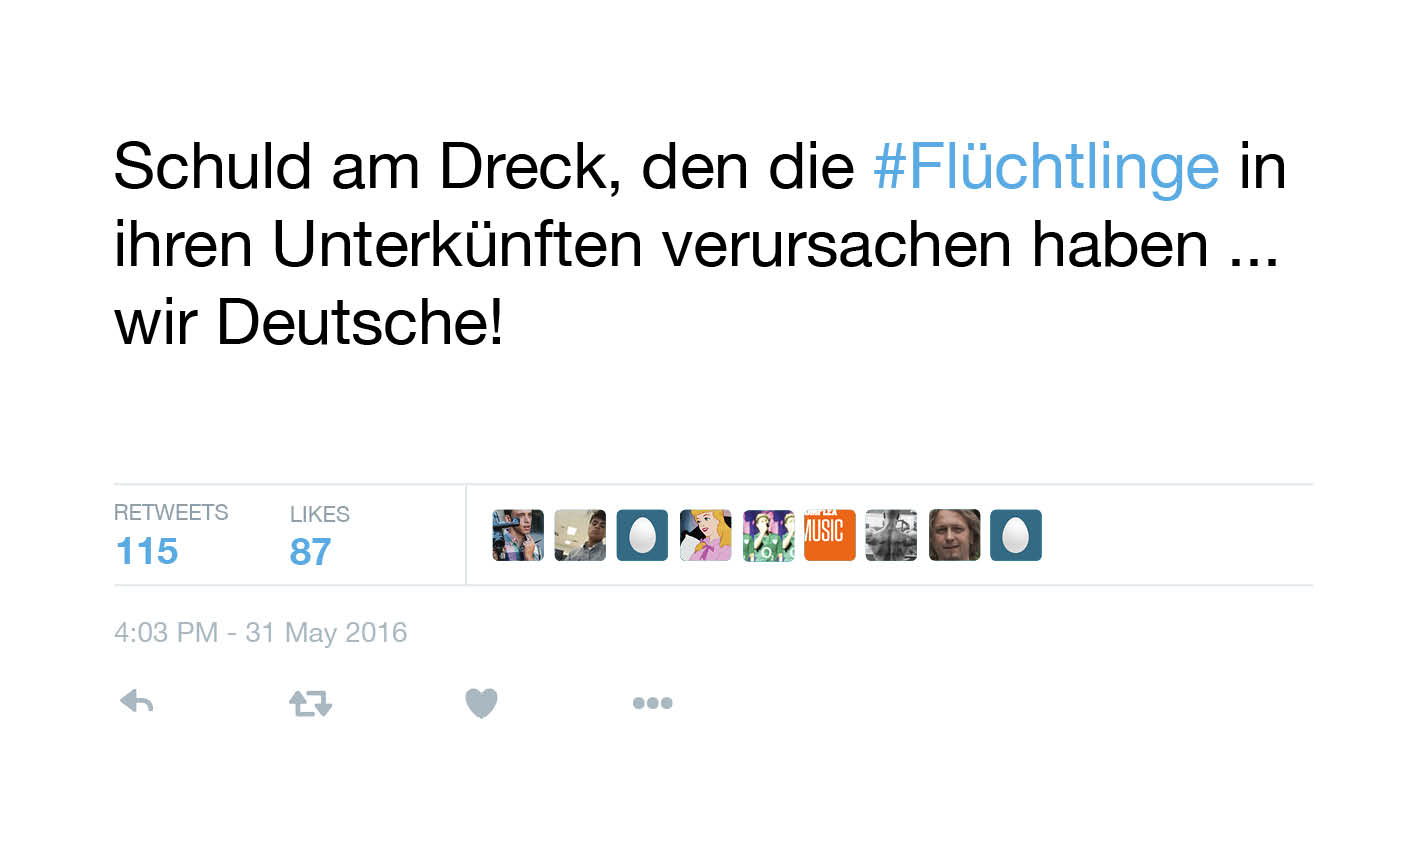 Schuld am Dreck, den die #Flüchtlinge in
ihren Unterkünften verursachen haben ...
wir Deutsche!
RETWEETS
LIKES
115
87
MUSIC
4:03 PM - 31 May 2016